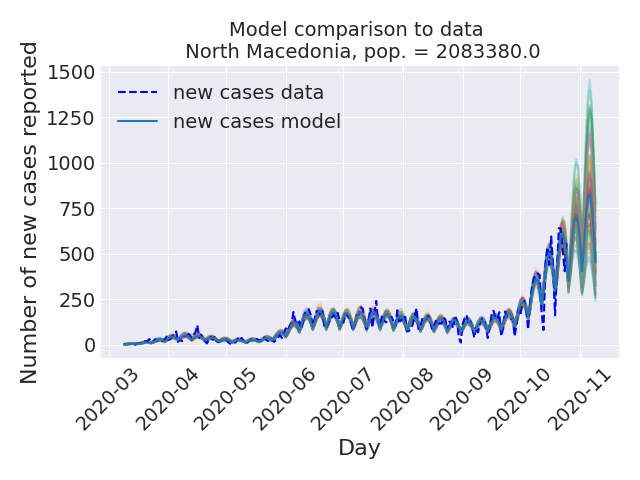 Model comparison to data
North Macedonia, pop. = 2083380.0
Number of new cases reported
1500
1250
1000
750
500
250
0
new cases data
new cases model
2020-03
2020-04
2020-05
2020-06
2020-07
2020-08
2020-09
2020-10
2020-11
Day